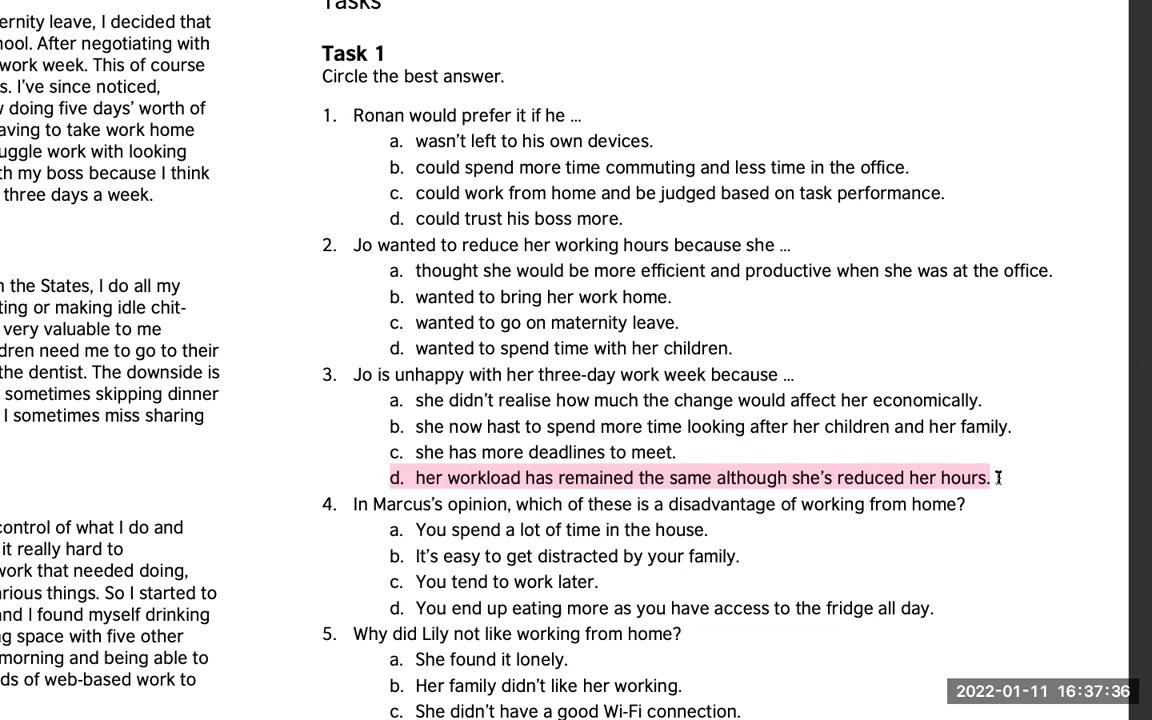 ernity leave, I decided that
ool. After negotiating with
work week. This of course
s. I've since noticed,
doing five days' worth of
aving to take work home
uggle work with looking
th my boss because I think
three days a week.
the States, I do all my
ting or making idle chit-
very valuable to me
dren need me to go to their
the dentist. The downside is
sometimes skipping dinner
I sometimes miss sharing
control of what I do and
it really hard to
work that needed doing,
rious things. So I started to
and I found myself drinking
g space with five other
morning and being able to
ds of web-based work to
Tasks
Task 1
Circle the best answer.
1. Ronan would prefer it if he …
a. wasn't left to his own devices.
b. could spend more time commuting and less time in the office.
c. could work from home and be judged based on task performance.
d. could trust his boss more.
2. Jo wanted to reduce her working hours because she …
a. thought she would be more efficient and productive when she was at the office.
b. wanted to bring her work home.
c. wanted to go on maternity leave.
d. wanted to spend time with her children.
3. Jo is unhappy with her three-day work week because …
a. she didn't realise how much the change would affect her economically.
b. she now hast to spend more time looking after her children and her family.
c. she has more deadlines to meet.
d. her workload has remained the same although she's reduced her hours.
4. In Marcus's opinion, which of these is a disadvantage of working from home?
a. You spend a lot of time in the house.
b. It's easy to get distracted by your family.
c. You tend to work later.
d. You end up eating more as you have access to the fridge all day.
5. Why did Lily not like working from home?
a. She found it lonely.
b. Her family didn't like her working.
c. She didn't have a good Wi-Fi connection.
2022-01-11 16:37:36